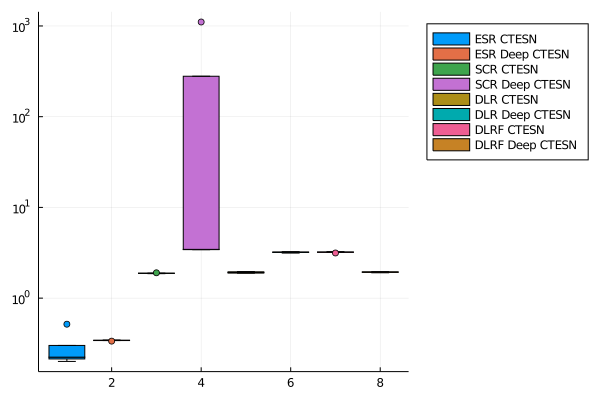 10³
10²
10¹
10⁰
2
4
6
8
ESR CTESN
ESR Deep CTESN
SCR CTESN
SCR Deep CTESN
DLR CTESN
DLR Deep CTESN
DLRF CTESN
DLRF Deep CTESN